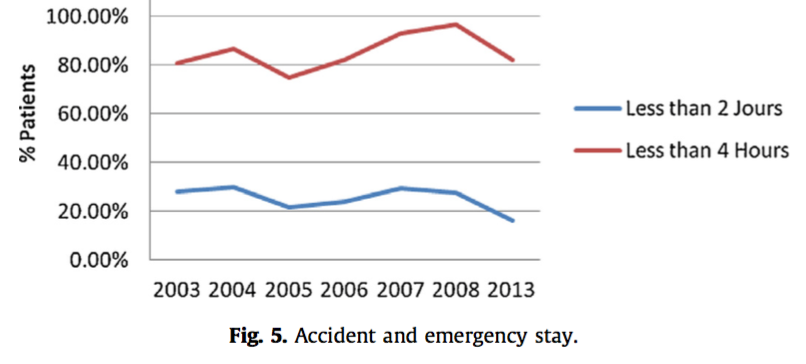 100.00%
80.00%
60.00%
40.00%
20.00%
0.00%
% Patients
2003 2004 2005 2006 2007 2008 2013
Less than 2 Jours
Less than 4 Hours
Fig. 5. Accident and emergency stay.